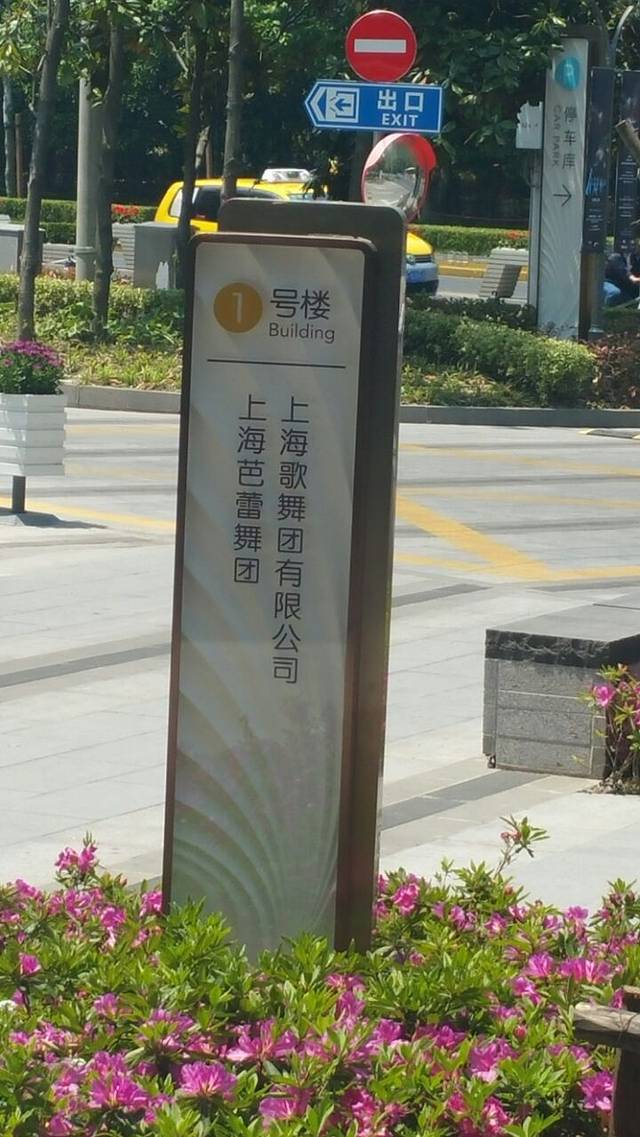 出口
EXIT
停车库
CAR PARK
1号楼
Building
上海歌舞团有限公司
上海芭蕾舞团